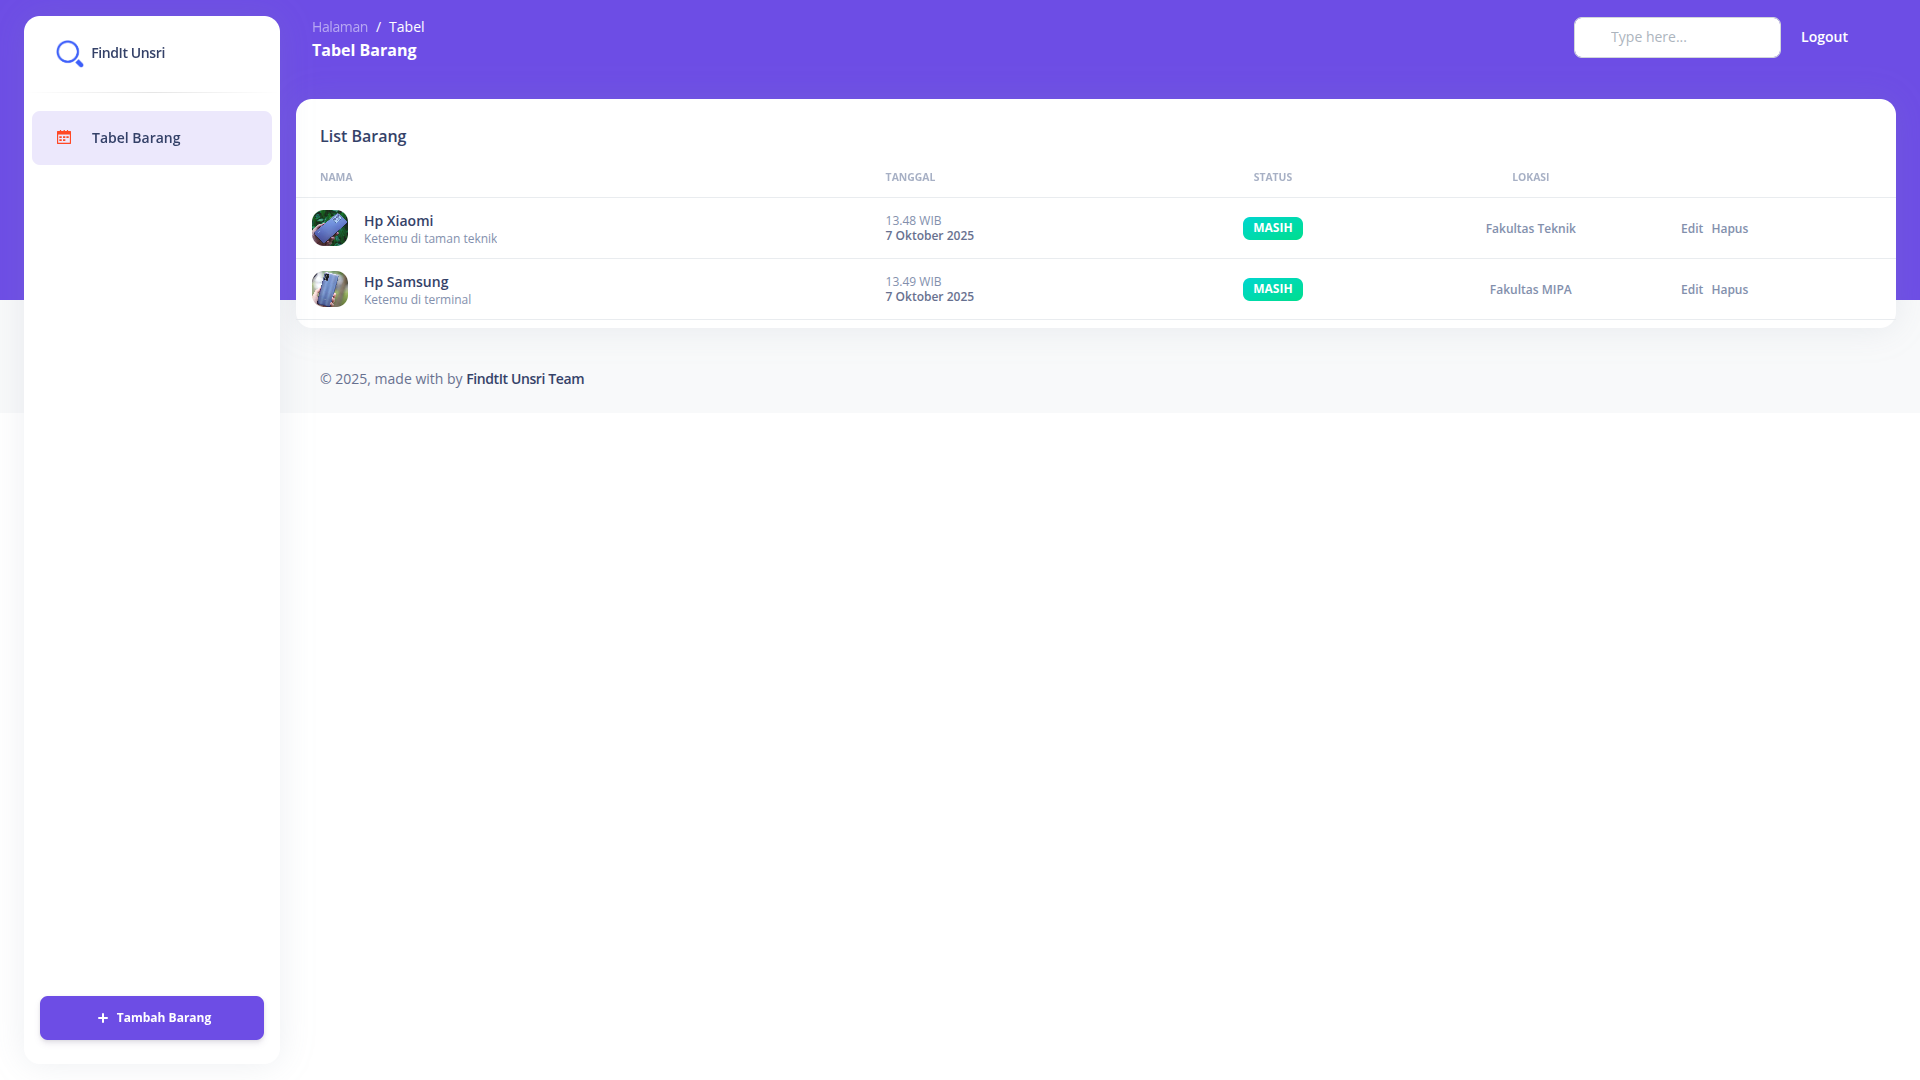 FindIt Unsri
Tabel Barang
Tambah Barang
Halaman / Tabel
Tabel Barang
Type here...
Logout
List Barang
NAMA TANGGAL STATUS LOKASI
Hp Xiaomi
Ketemu di taman teknik
13.48 WIB
7 Oktober 2025
MASIH
Fakultas Teknik
Edit Hapus
Hp Samsung
Ketemu di terminal
13.49 WIB
7 Oktober 2025
MASIH
Fakultas MIPA
Edit Hapus
© 2025, made with by FindtIt Unsri Team